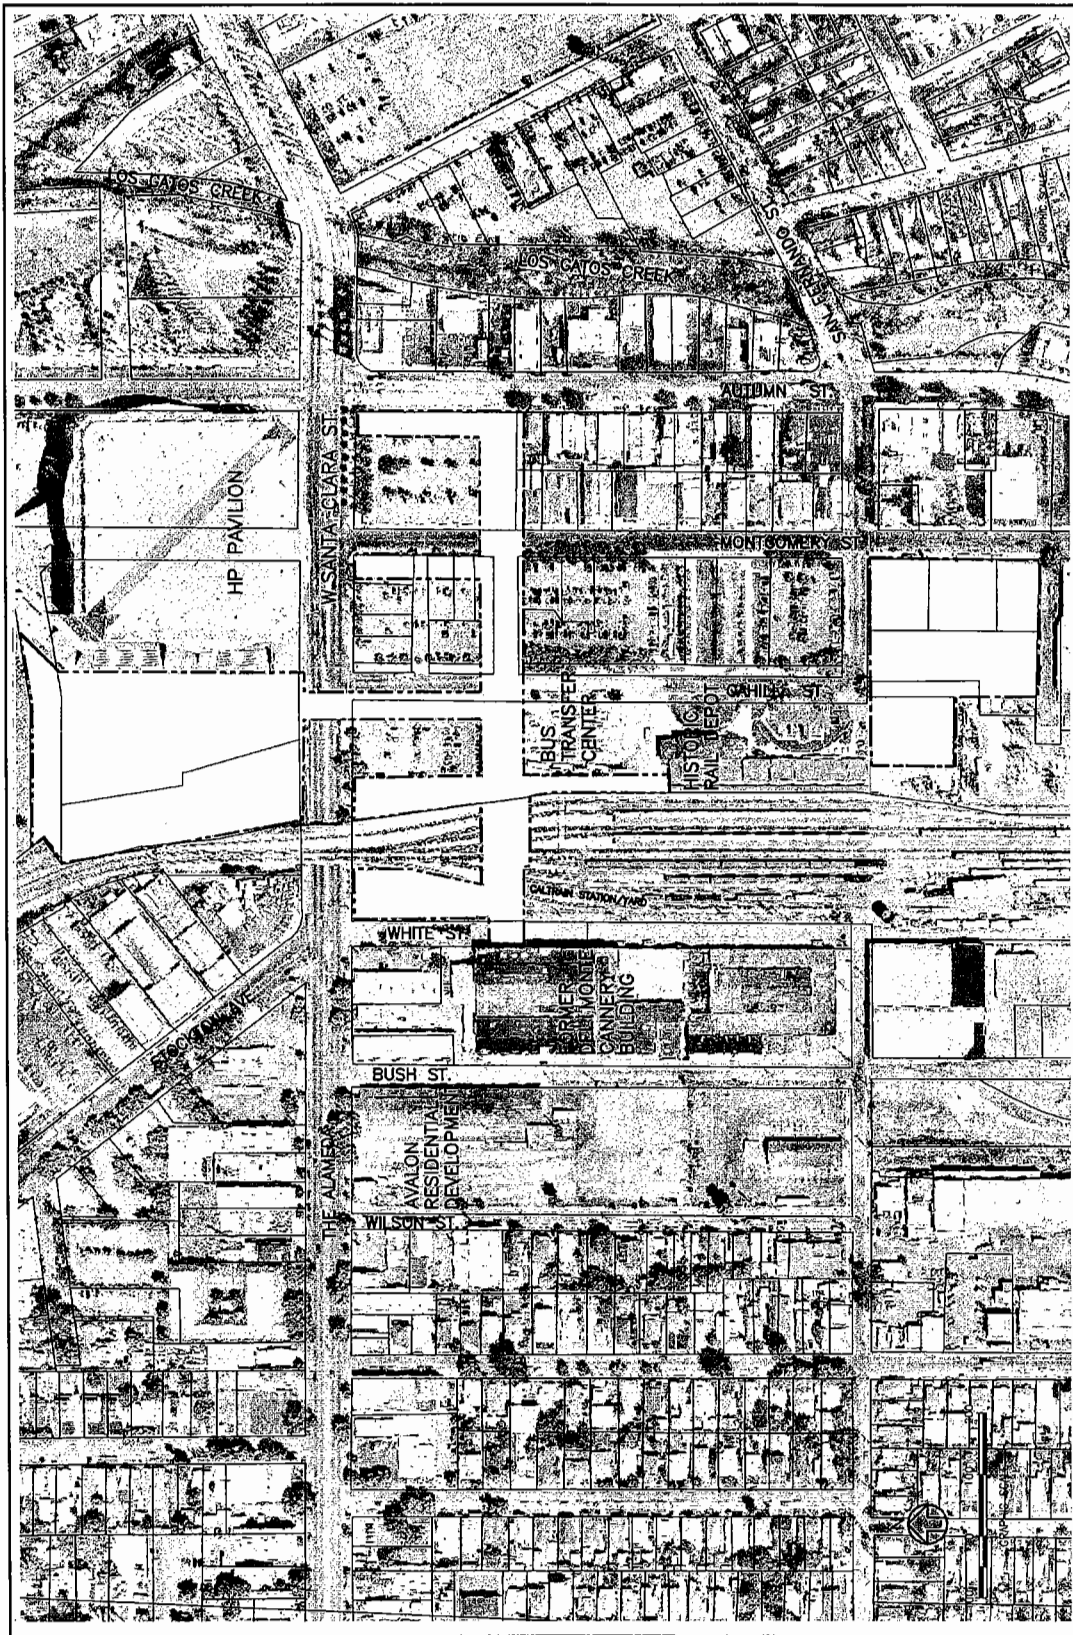 LOS GATOS CREEK
LOS GATOS CREEK
SAN FERNANDO ST.
AUTUMN ST.
W. SANTA CLARA ST.
HP PAVILION
MONTGOMERY ST.
CAHILL ST.
BUS
TRANSFER
CENTER
HISTORIC
RAIL DEPOT
CALTRAIN STATION/YARD
WHITE ST.
FORMER
DEL MONTE
CANNERY
BUILDING
STOCKTON AVE.
BUSH ST.
AVALON
RESIDENTIAL
DEVELOPMENT
THE ALAMEDA
WILSON ST.
GRAPHIC SCALE